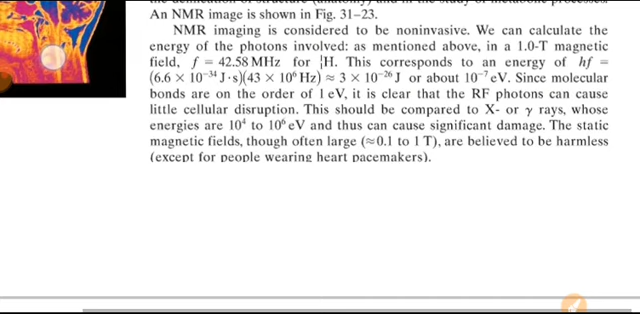 An NMR image is shown in Fig. 31–23.
NMR imaging is considered to be noninvasive. We can calculate the
energy of the photons involved: as mentioned above, in a 1.0-T magnetic
field, f = 42.58 MHz for ¹₁H. This corresponds to an energy of hf =
(6.6 × 10⁻³⁴ J·s)(43 × 10⁶ Hz) ≈ 3 × 10⁻²⁶ J or about 10⁻⁷ eV. Since molecular
bonds are on the order of 1 eV, it is clear that the RF photons can cause
little cellular disruption. This should be compared to X- or γ rays, whose
energies are 10⁴ to 10⁶ eV and thus can cause significant damage. The static
magnetic fields, though often large (≈0.1 to 1 T), are believed to be harmless
(except for people wearing heart pacemakers).